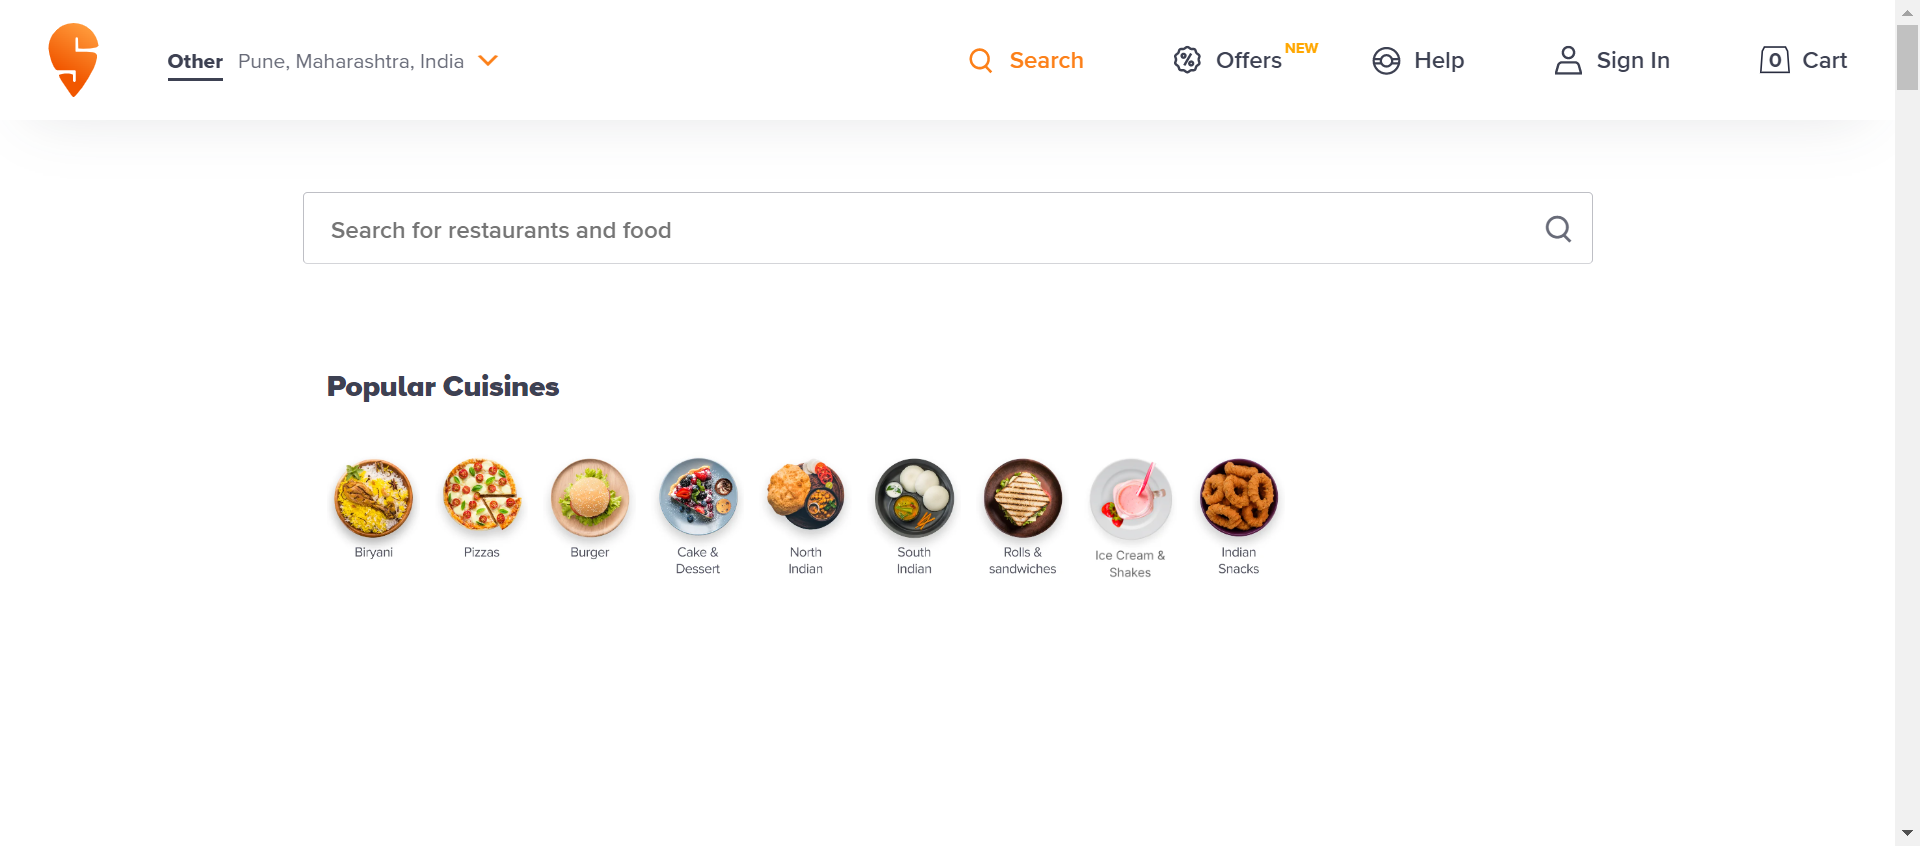 Other Pune, Maharashtra, India Search Offers NEW Help Sign In 0 Cart
Search for restaurants and food
Popular Cuisines
Biryani
Pizzas
Burger
Cake &
Dessert
North
Indian
South
Indian
Rolls &
sandwiches
Ice Cream &
Shakes
Indian
Snacks